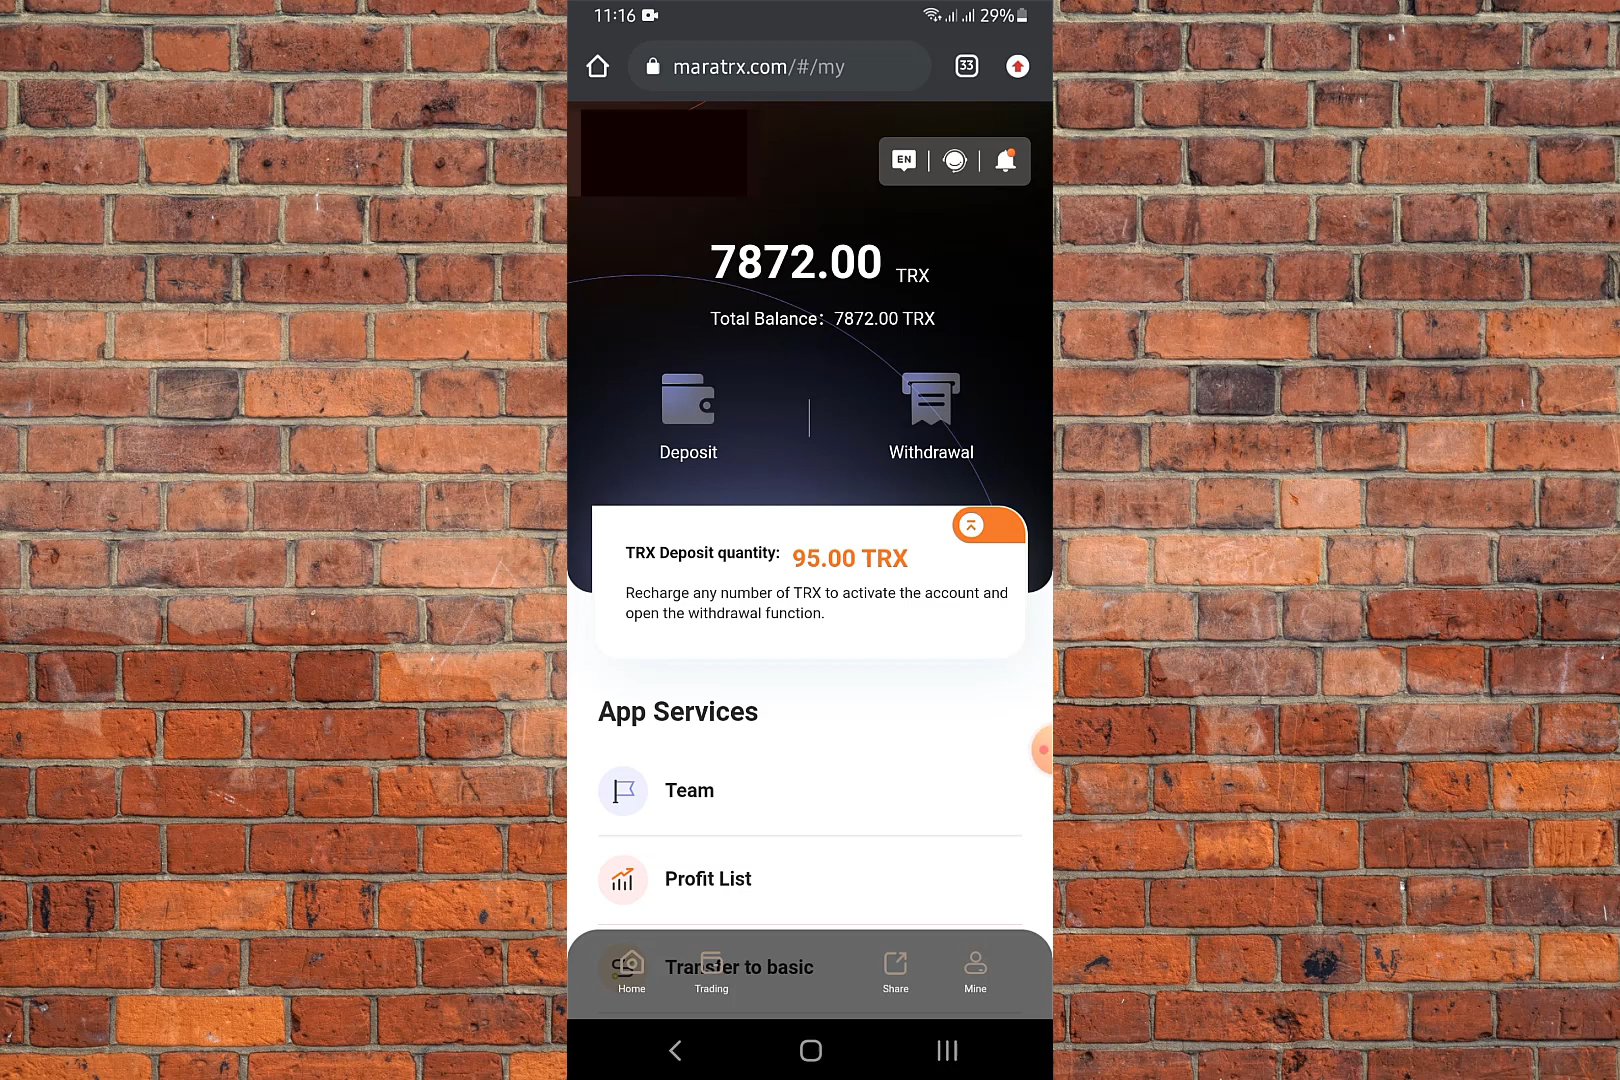 11:16 29%
maratrx.com/#/my 33
EN
7872.00 TRX
Total Balance: 7872.00 TRX
Deposit Withdrawal
TRX Deposit quantity: 95.00 TRX
Recharge any number of TRX to activate the account and
open the withdrawal function.
App Services
Team
Profit List
Transfer to basic
Home Trading Share Mine